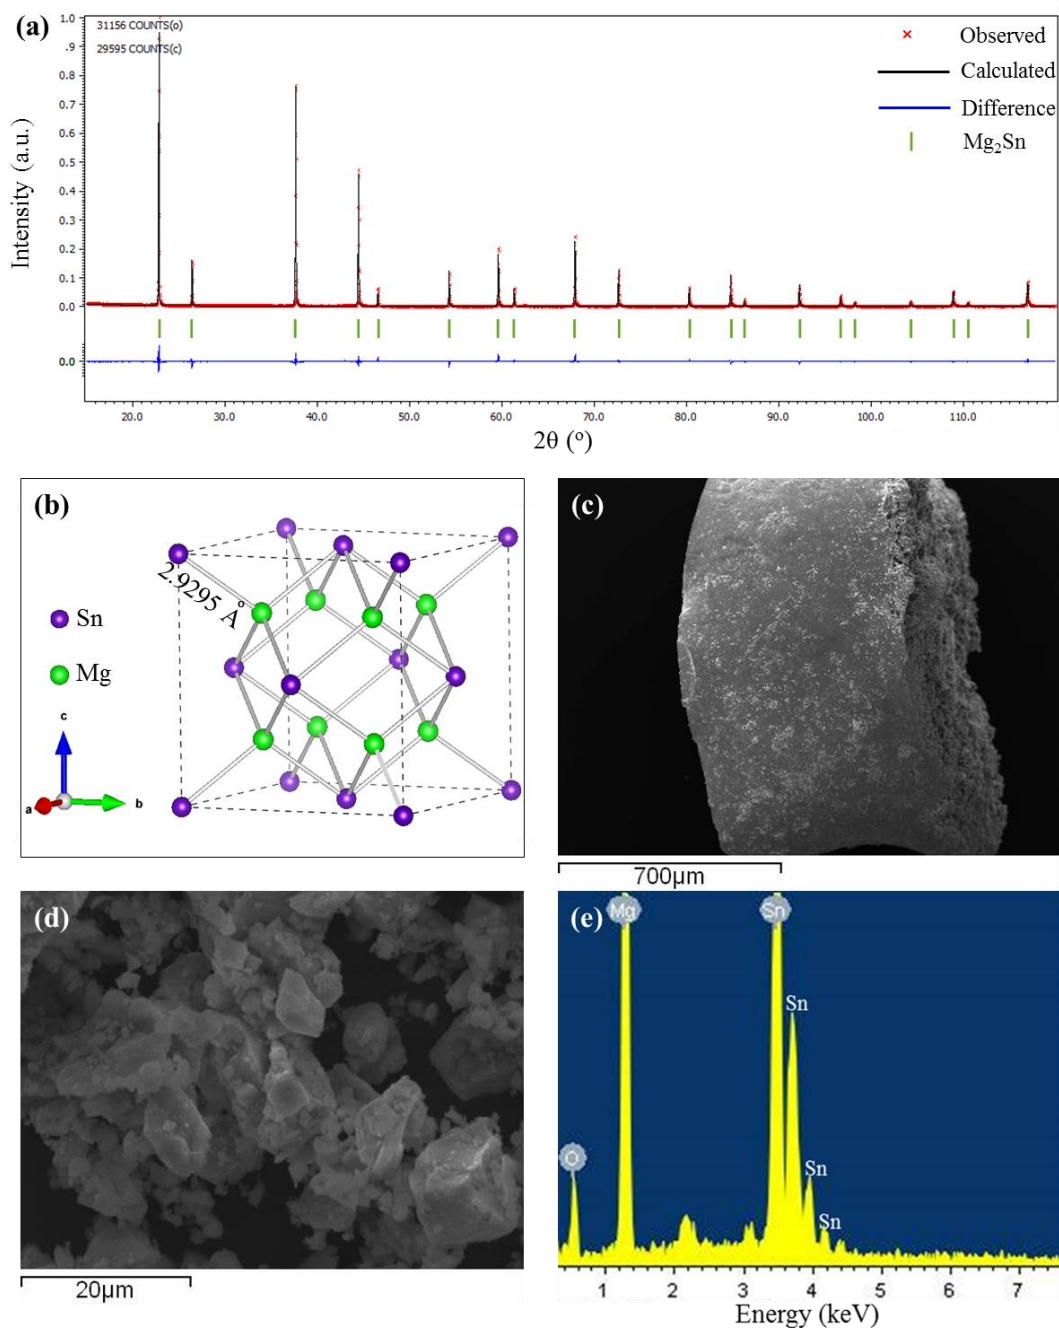 (a)
31156 COUNTS(o)
29595 COUNTS(c)
Observed
Calculated
Difference
Mg₂Sn
Intensity (a.u.)
1.0
.9
0.8
0.7
0.6
0.5
0.4
0.3
0.2
0.1
0.0
0.0
20.0 30.0 40.0 50.0 60.0 70.0 80.0 90.0 100.0 110.0
2θ (º)
(b)
2.9295 Å
Sn
Mg
c
a
b
(c)
700µm
(d)
20µm
(e)
Mg
Sn
Sn
O
Sn
Sn
1 2 3 4 5 6 7
Energy (keV)